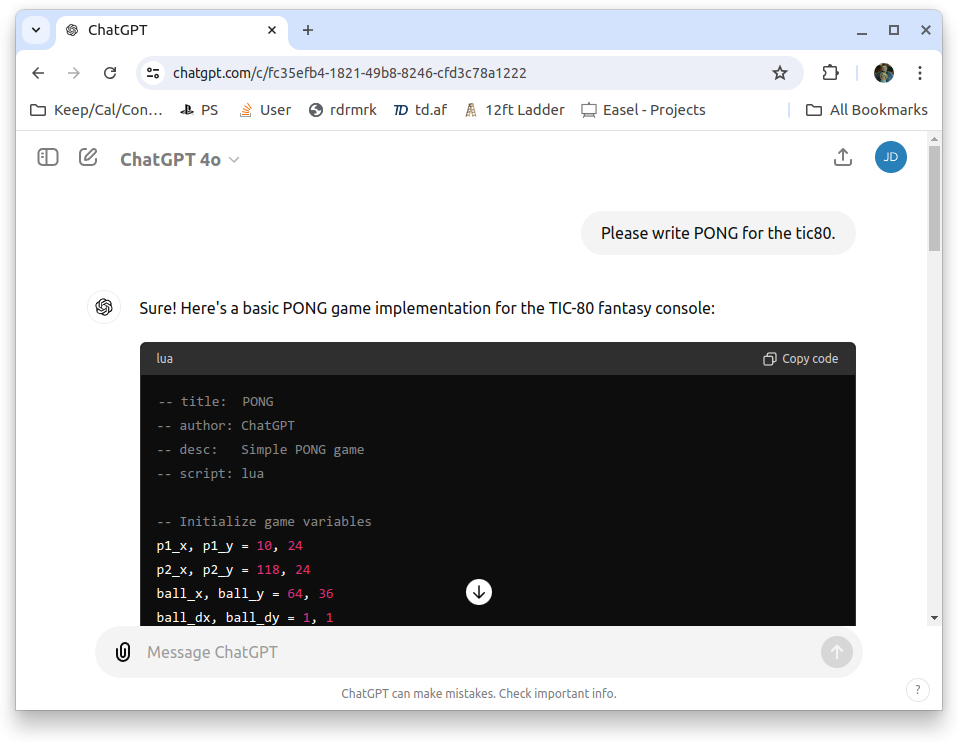 ChatGPT
chatgpt.com/c/fc35efb4-1821-49b8-8246-cfd3c78a1222
Keep/Cal/Con... PS User rdrmrk TD td.af 12ft Ladder Easel - Projects All Bookmarks
ChatGPT 4o JD
Please write PONG for the tic80.
Sure! Here's a basic PONG game implementation for the TIC-80 fantasy console:
lua Copy code
-- title:  PONG
-- author: ChatGPT
-- desc:   Simple PONG game
-- script: lua
-- Initialize game variables
p1_x, p1_y = 10, 24
p2_x, p2_y = 118, 24
ball_x, ball_y = 64, 36
ball_dx, ball_dy = 1, 1
Message ChatGPT
ChatGPT can make mistakes. Check important info.
?